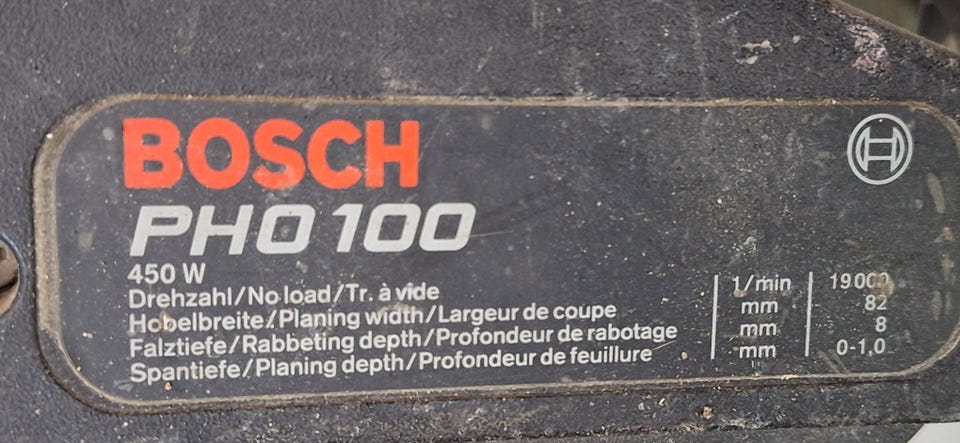 BOSCH
PHO 100
450 W
Drehzahl/No load/Tr. à vide 1/min 19000
Hobelbreite/Planing width/Largeur de coupe mm 82
Falztiefe/Rabbeting depth/Profondeur de rabotage mm 8
Spantiefe/Planing depth/Profondeur de feuillure mm 0-1,0